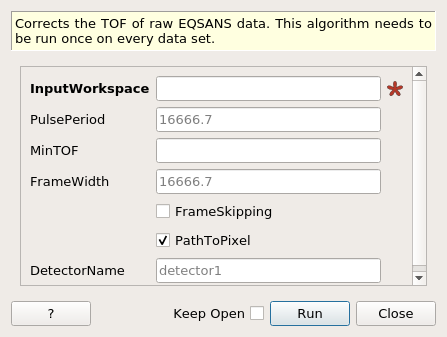 Corrects the TOF of raw EQSANS data. This algorithm needs to
be run once on every data set.
InputWorkspace
PulsePeriod 16666.7
MinTOF
FrameWidth 16666.7
FrameSkipping
PathToPixel
DetectorName detector1
? Keep Open Run Close